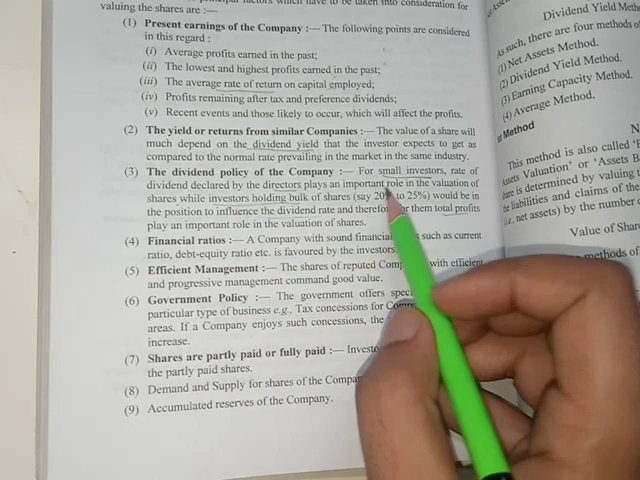 principal factors which have to be taken into consideration for
valuing the shares are :—
(1) Present earnings of the Company :— The following points are considered
in this regard :
(i) Average profits earned in the past;
(ii) The lowest and highest profits earned in the past;
(iii) The average rate of return on capital employed;
(iv) Profits remaining after tax and preference dividends;
(v) Recent events and those likely to occur, which will affect the profits.
(2) The yield or returns from similar Companies :— The value of a share will
much depend on the dividend yield that the investor expects to get as
compared to the normal rate prevailing in the market in the same industry.
(3) The dividend policy of the Company :— For small investors, rate of
dividend declared by the directors plays an important role in the valuation of
shares while investors holding bulk of shares (say 20% to 25%) would be in
the position to influence the dividend rate and therefore for them total profits
play an important role in the valuation of shares.
(4) Financial ratios :— A Company with sound financial such as current
ratio, debt-equity ratio etc. is favoured by the investors.
(5) Efficient Management :— The shares of reputed with efficient
and progressive management command good value.
(6) Government Policy :— The government offers
particular type of business e.g., Tax concessions for
areas. If a Company enjoys such concessions, the
increase.
(7) Shares are partly paid or fully paid :—
the partly paid shares.
(8) Demand and Supply for shares of the
(9) Accumulated reserves of the Company.
Dividend Yield
As such, there are four methods
(1) Net Assets Method.
(2) Dividend Yield Method.
(3) Earning Capacity Method.
(4) Average Method.
Method
This method is also called
Assets Valuation' or 'Assets
is determined by valuing
the liabilities and claims of the
net assets) by the number
Value of
methods of